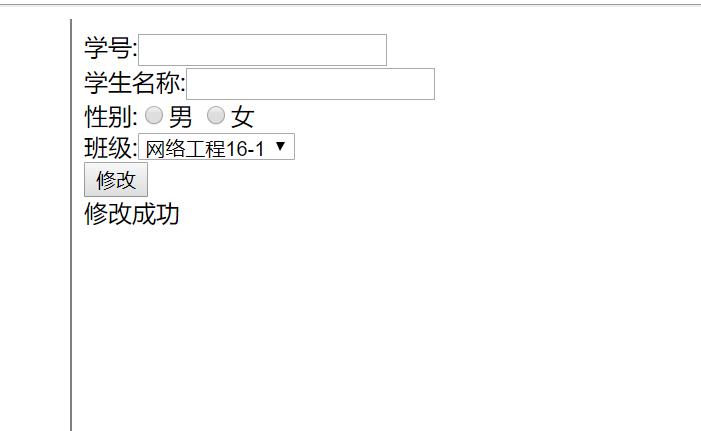 学号:
学生名称:
性别: 男 女
班级: 网络工程16-1
修改
修改成功